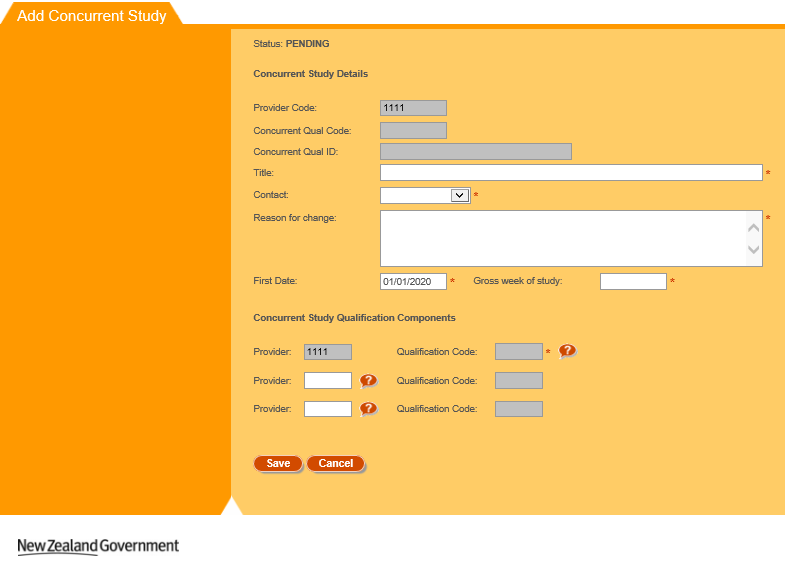 Add Concurrent Study
Status: PENDING
Concurrent Study Details
Provider Code: 1111
Concurrent Qual Code:
Concurrent Qual ID:
Title: *
Contact: *
Reason for change: *
First Date: 01/01/2020 * Gross week of study: *
Concurrent Study Qualification Components
Provider: 1111 Qualification Code: * ?
Provider: ? Qualification Code:
Provider: ? Qualification Code:
Save Cancel
New Zealand Government